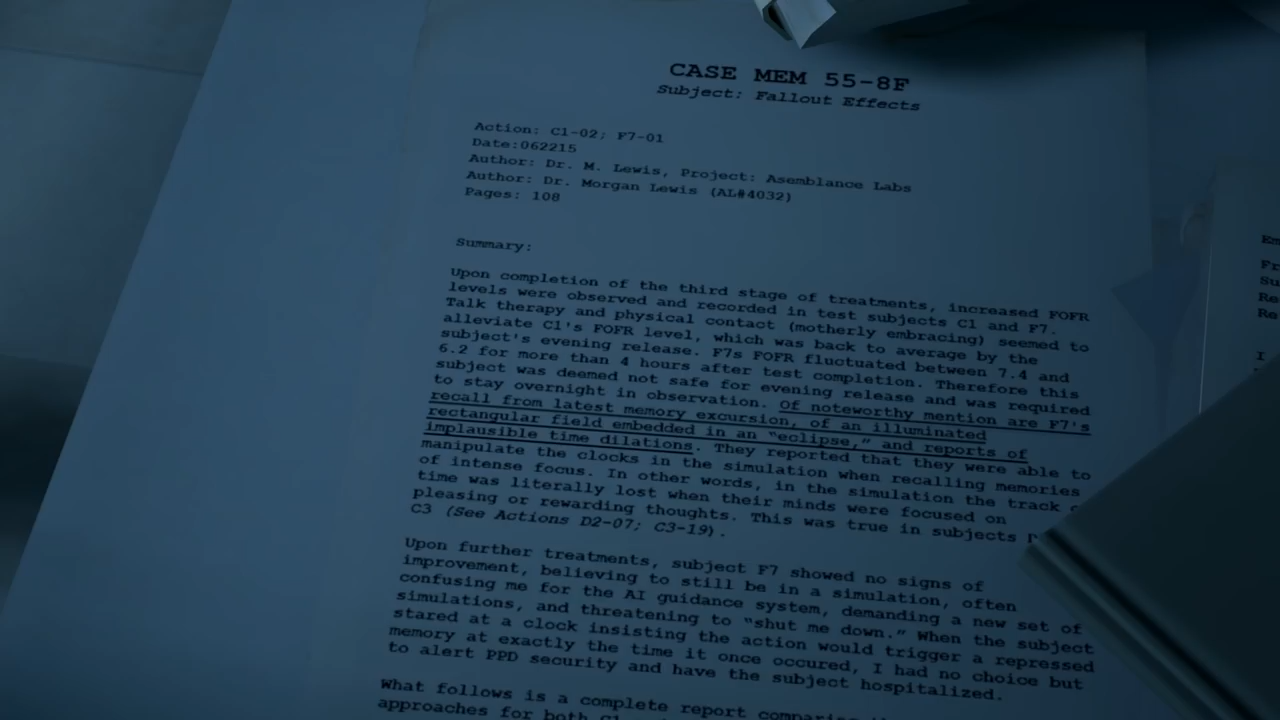 CASE MEM 55-8F
Subject: Fallout Effects
Action: C1-02; F7-01
Date:062215
Author: Dr. M. Lewis, Project: Asemblance Labs
Author: Dr. Morgan Lewis (AL#4032)
Pages: 108
Summary:
Upon completion of the third stage of treatments, increased FOFR
levels were observed and recorded in test subjects C1 and F7.
Talk therapy and physical contact (motherly embracing) seemed to
alleviate C1's FOFR level, which was back to average by the
subject's evening release. F7s FOFR fluctuated between 7.4 and
6.2 for more than 4 hours after test completion. Therefore this
subject was deemed not safe for evening release and was required
to stay overnight in observation. Of noteworthy mention are F7's
recall from latest memory excursion, of an illuminated
rectangular field embedded in an "eclipse," and reports of
implausible time dilations. They reported that they were able to
manipulate the clocks in the simulation when recalling memories
of intense focus. In other words, in the simulation the track
time was literally lost when their minds were focused on
pleasing or rewarding thoughts. This was true in subjects
C3 (See Actions D2-07; C3-19).
Upon further treatments, subject F7 showed no signs of
improvement, believing to still be in a simulation, often
confusing me for the AI guidance system, demanding a new set of
simulations, and threatening to "shut me down." When the subject
stared at a clock insisting the action would trigger a repressed
memory at exactly the time it once occured, I had no choice but
to alert PPD security and have the subject hospitalized.
What follows is a complete report
approaches for both
Re
I